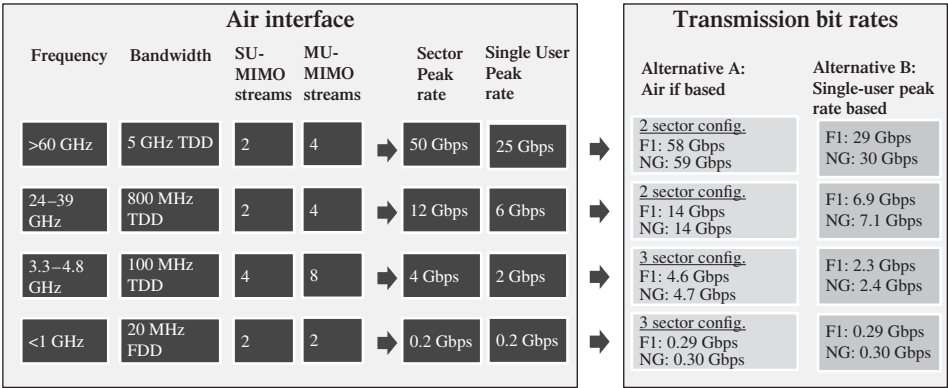 Air interface
Transmission bit rates
Frequency
Bandwidth
SU-
MIMO
streams
MU-
MIMO
streams
Sector
Peak
rate
Single User
Peak
rate
Alternative A:
Air if based
Alternative B:
Single-user peak
rate based
>60 GHz
5 GHz TDD
2
4
50 Gbps
25 Gbps
2 sector config.
F1: 58 Gbps
NG: 59 Gbps
F1: 29 Gbps
NG: 30 Gbps
24–39
GHz
800 MHz
TDD
2
4
12 Gbps
6 Gbps
2 sector config.
F1: 14 Gbps
NG: 14 Gbps
F1: 6.9 Gbps
NG: 7.1 Gbps
3.3–4.8
GHz
100 MHz
TDD
4
8
4 Gbps
2 Gbps
3 sector config.
F1: 4.6 Gbps
NG: 4.7 Gbps
F1: 2.3 Gbps
NG: 2.4 Gbps
<1 GHz
20 MHz
FDD
2
2
0.2 Gbps
0.2 Gbps
3 sector config.
F1: 0.29 Gbps
NG: 0.30 Gbps
F1: 0.29 Gbps
NG: 0.30 Gbps